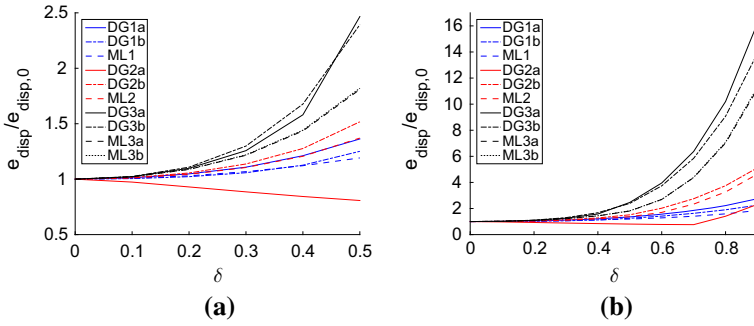 2.5
2
1.5
1
0.5
e_disp/e_disp,0
DG1a
DG1b
ML1
DG2a
DG2b
ML2
DG3a
DG3b
ML3a
ML3b
0 0.1 0.2 0.3 0.4 0.5
δ
(a)
16
14
12
10
8
6
4
2
0
e_disp/e_disp,0
DG1a
DG1b
ML1
DG2a
DG2b
ML2
DG3a
DG3b
ML3a
ML3b
0 0.2 0.4 0.6 0.8
δ
(b)